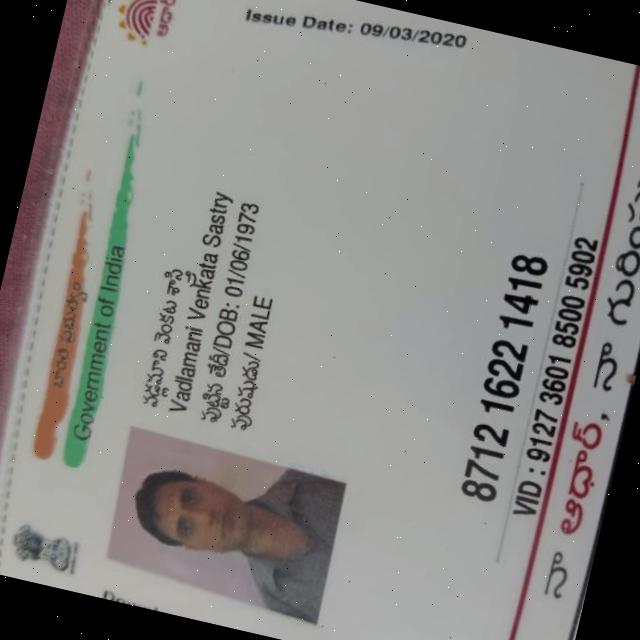 భారత ప్రభుత్వం
Government of India
Issue Date: 09/03/2020
వడ్లమాని వెంకట శాస్త్రి
Vadlamani Venkata Sastry
పుట్టిన తేదీ/DOB: 01/06/1973
పురుషుడు/ MALE
8712 1622 1418
VID : 9127 3601 8500 5902
నా ఆధార్, నా